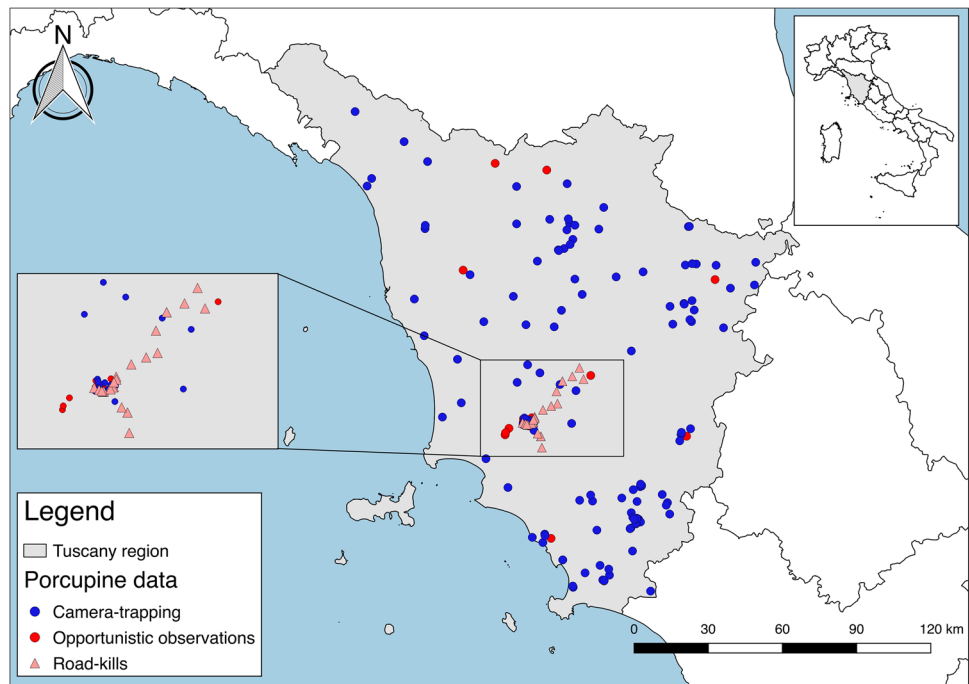 N
Legend
Tuscany region
Porcupine data
Camera-trapping
Opportunistic observations
Road-kills
0 30 60 90 120 km